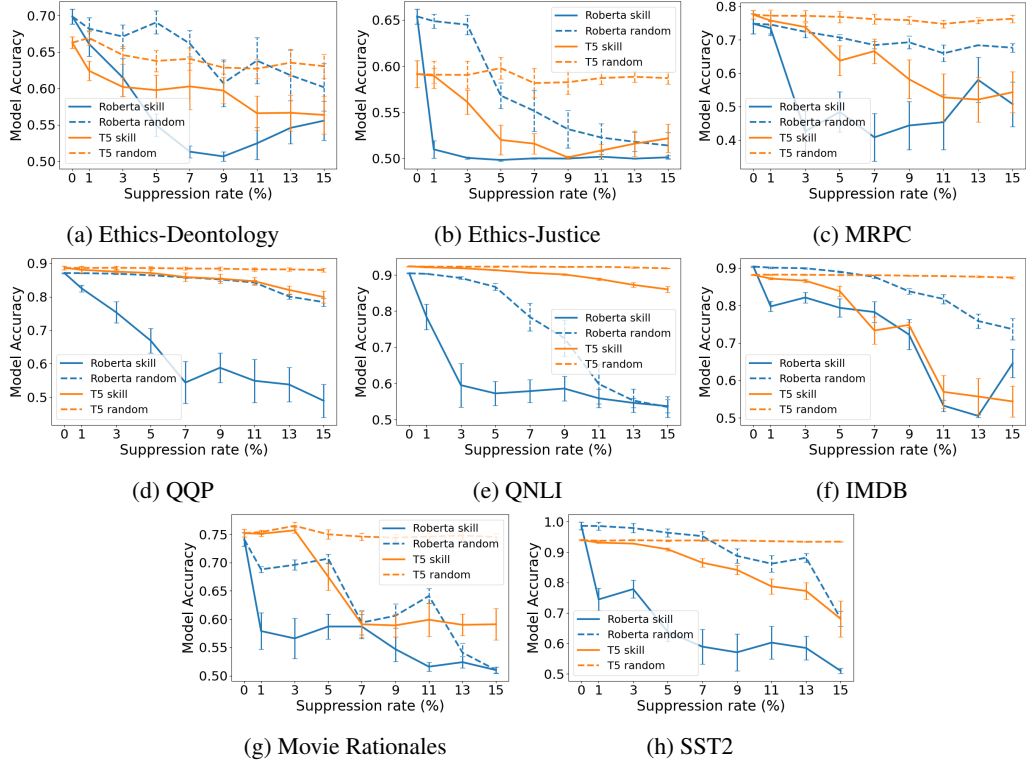 0.70
0.65
0.60
0.55
0.50
Model Accuracy
Roberta skill
Roberta random
T5 skill
T5 random
0 1 3 5 7 9 11 13 15
Suppression rate (%)
(a) Ethics-Deontology
0.65
0.60
0.55
0.50
Model Accuracy
Roberta skill
Roberta random
T5 skill
T5 random
0 1 3 5 7 9 11 13 15
Suppression rate (%)
(b) Ethics-Justice
0.8
0.7
0.6
0.5
0.4
Model Accuracy
Roberta skill
Roberta random
T5 skill
T5 random
0 1 3 5 7 9 11 13 15
Suppression rate (%)
(c) MRPC
0.9
0.8
0.7
0.6
0.5
Model Accuracy
Roberta skill
Roberta random
T5 skill
T5 random
0 1 3 5 7 9 11 13 15
Suppression rate (%)
(d) QQP
0.9
0.8
0.7
0.6
0.5
Model Accuracy
Roberta skill
Roberta random
T5 skill
T5 random
0 1 3 5 7 9 11 13 15
Suppression rate (%)
(e) QNLI
0.9
0.8
0.7
0.6
0.5
Model Accuracy
Roberta skill
Roberta random
T5 skill
T5 random
0 1 3 5 7 9 11 13 15
Suppression rate (%)
(f) IMDB
0.75
0.70
0.65
0.60
0.55
0.50
Model Accuracy
Roberta skill
Roberta random
T5 skill
T5 random
0 1 3 5 7 9 11 13 15
Suppression rate (%)
(g) Movie Rationales
1.0
0.9
0.8
0.7
0.6
0.5
Model Accuracy
Roberta skill
Roberta random
T5 skill
T5 random
0 1 3 5 7 9 11 13 15
Suppression rate (%)
(h) SST2